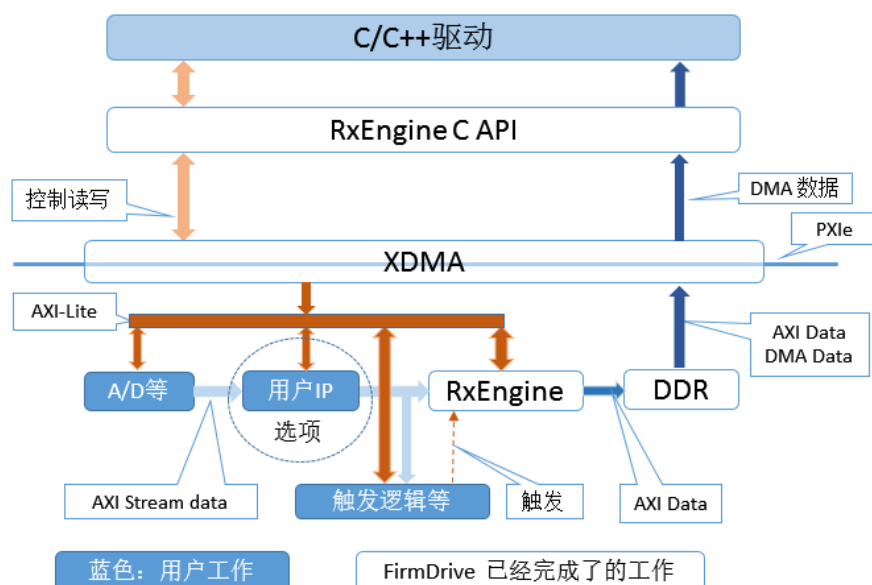 C/C++驱动
RxEngine C API
控制读写
DMA 数据
PXIe
XDMA
AXI-Lite
AXI Data
DMA Data
A/D等
用户IP
RxEngine
DDR
选项
AXI Stream data
触发逻辑等
触发
AXI Data
蓝色：用户工作
FirmDrive 已经完成了的工作